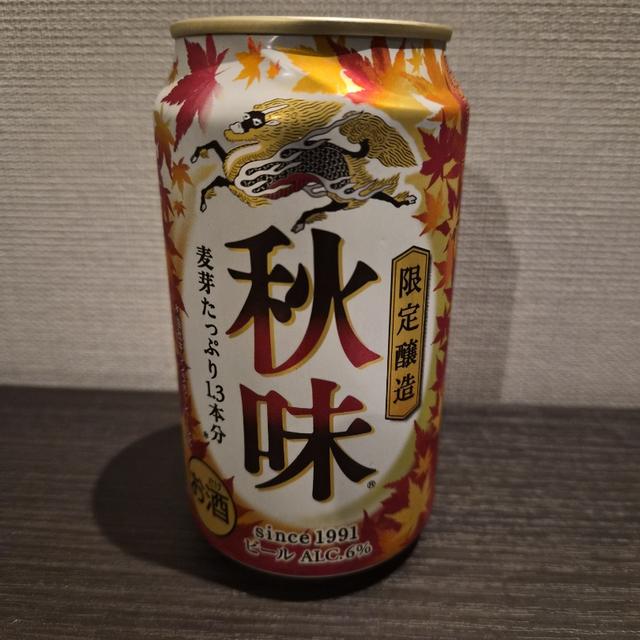 限定醸造
秋味
®
麦芽たっぷり1.3本分
お酒
since 1991
ビール ALC.6%